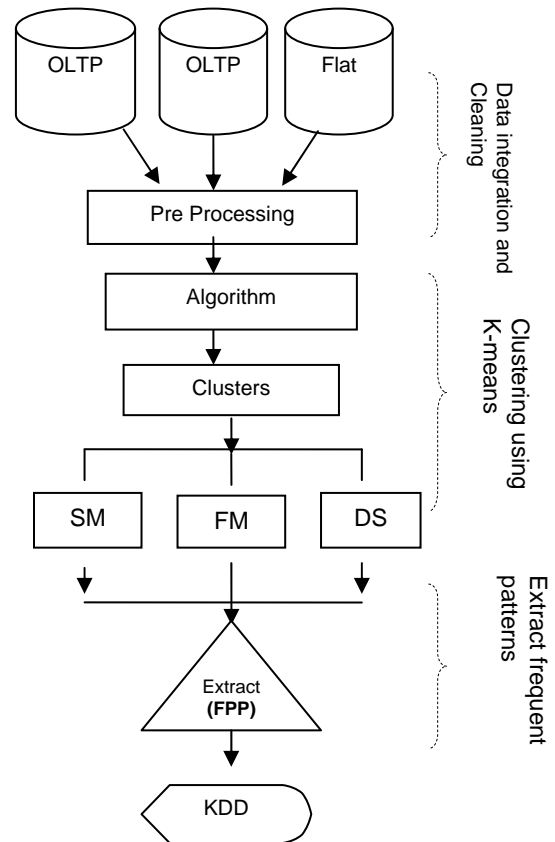 OLTP
OLTP
Flat
Data integration and
Cleaning
Pre Processing
Algorithm
Clusters
Clustering using
K-means
SM
FM
DS
Extract frequent
patterns
Extract
(FPP)
KDD